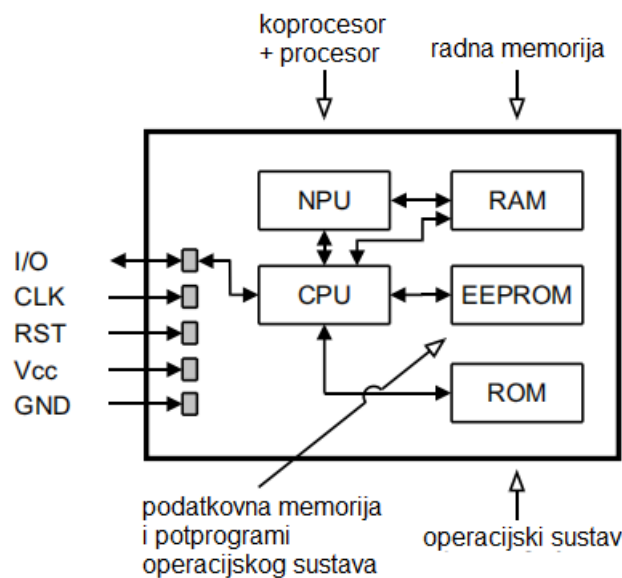 koprocesor
+ procesor
radna memorija
NPU
RAM
I/O
CLK
CPU
EEPROM
RST
Vcc
GND
ROM
podatkovna memorija
i potprogrami
operacijskog sustava
operacijski sustav